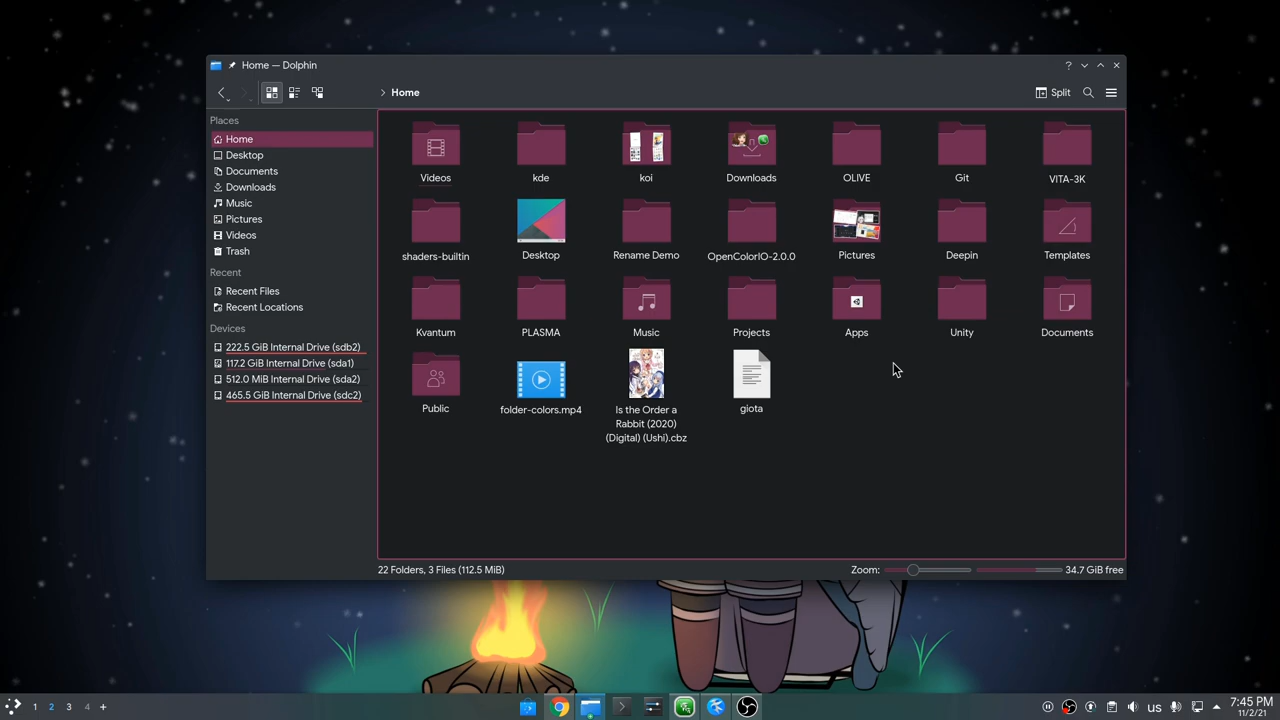 Home — Dolphin
Home
Split
Places
Home
Desktop
Documents
Downloads
Music
Pictures
Videos
Trash
Recent
Recent Files
Recent Locations
Devices
222.5 GiB Internal Drive (sdb2)
117.2 GiB Internal Drive (sda1)
512.0 MiB Internal Drive (sda2)
465.5 GiB Internal Drive (sdc2)
Videos
kde
koi
Downloads
OLIVE
Git
VITA-3K
shaders-builtin
Desktop
Rename Demo
OpenColorIO-2.0.0
Pictures
Deepin
Templates
Kvantum
PLASMA
Music
Projects
Apps
Unity
Documents
Public
folder-colors.mp4
Is the Order a
Rabbit (2020)
(Digital) (Ushi).cbz
giota
22 Folders, 3 Files (112.5 MiB)
Zoom:
34.7 GiB free
1 2 3 4
us
7:45 PM
11/2/21